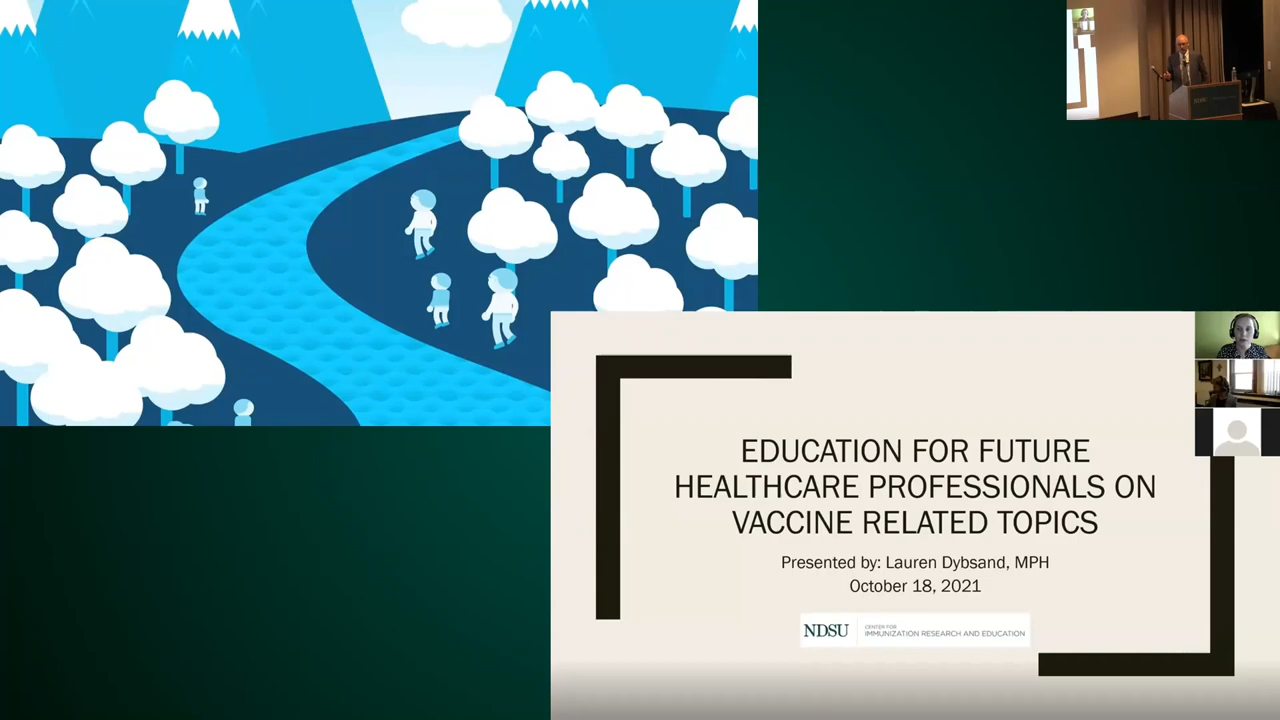 NDSU
EDUCATION FOR FUTURE
HEALTHCARE PROFESSIONALS ON
VACCINE RELATED TOPICS
Presented by: Lauren Dybsand, MPH
October 18, 2021
NDSU
CENTER FOR
IMMUNIZATION RESEARCH AND EDUCATION